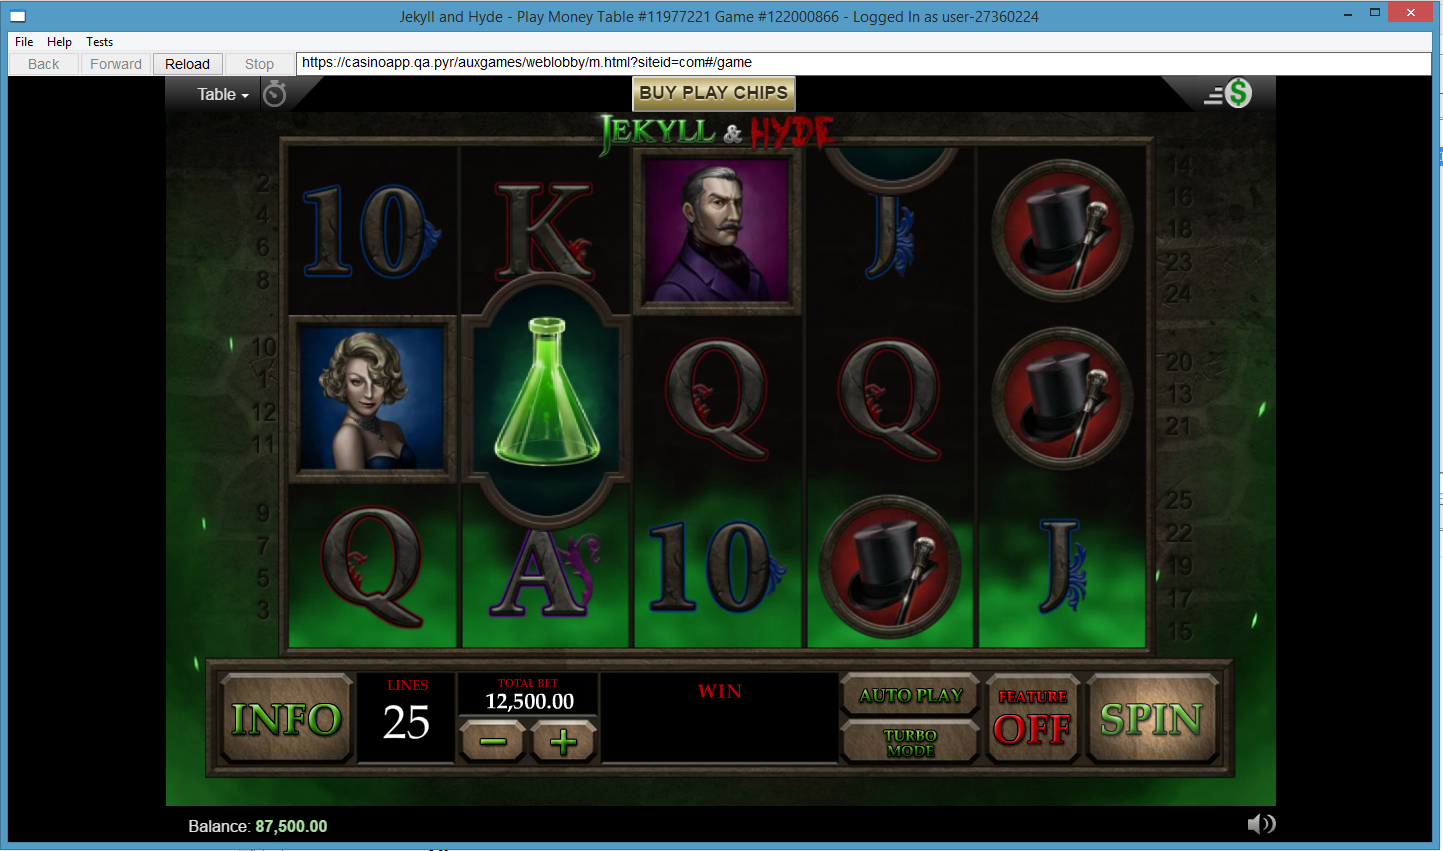 Jekyll and Hyde - Play Money Table #11977221 Game #122000866 - Logged In as user-27360224
File Help Tests
Back Forward Reload Stop https://casinoapp.qa.pyr/auxgames/weblobby/m.html?siteid=com#/game
Table BUY PLAY CHIPS $
JEKYLL & HYDE
10 K J
Q Q
Q A 10 J
2
4
6
8
10
1
12
11
9
7
5
3
14
16
18
23
24
20
13
21
25
22
19
17
15
INFO
LINES
25
TOTAL BET
12,500.00
− +
WIN
AUTO PLAY
TURBO
MODE
FEATURE
OFF
SPIN
Balance: 87,500.00